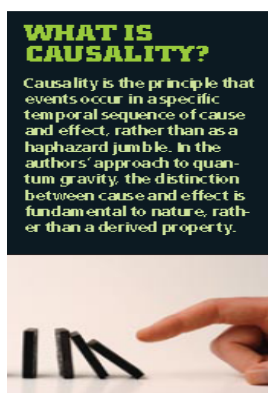 WHAT IS
CAUSALITY?
Causality is the principle that
events occur in a specific
temporal sequence of cause
and effect, rather than as a
haphazard jumble. In the
authors’ approach to quan-
tum gravity, the distinction
between cause and effect is
fundamental to nature, rath-
er than a derived property.